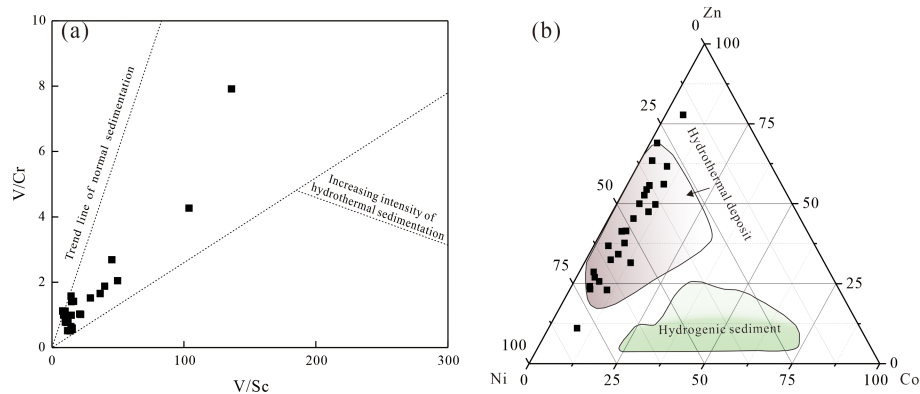 (a)
10
8
6
4
2
0
V/Cr
0
100
200
300
V/Sc
Trend line of normal sedimentation
Increasing intensity of
hydrothermal sedimentation
(b)
Zn
0
100
25
75
50
50
75
25
100
0
Ni
0
25
50
75
100
Co
Hydrothermal deposit
Hydrogenic sediment